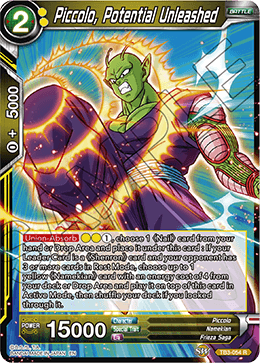 2
Piccolo, Potential Unleashed
BATTLE
0 + 5000
Union-Absorb 1, choose 1 《Nail》 card from your
hand or Drop Area and place it under this card : If your
Leader Card is a 《Shenron》 card and your opponent has
3 or more cards in Rest Mode, choose up to 1
yellow 《Namekian》 card with an energy cost of 4 from
your deck or Drop Area and play it on top of this card in
Active Mode, then shuffle your deck if you looked
through it.
POWER
15000
Character
Piccolo
Special Trait
Namekian
Era
Frieza Saga
TB3-054 R